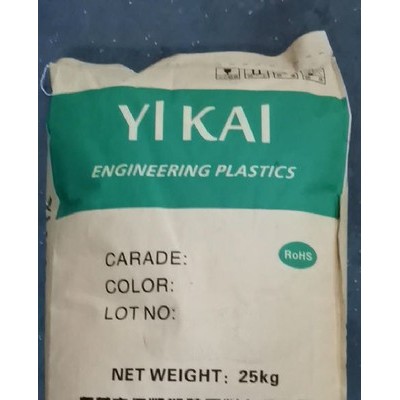 YI KAI
ENGINEERING PLASTICS
CARADE:
RoHS
COLOR:
LOT NO:
NET WEIGHT: 25kg